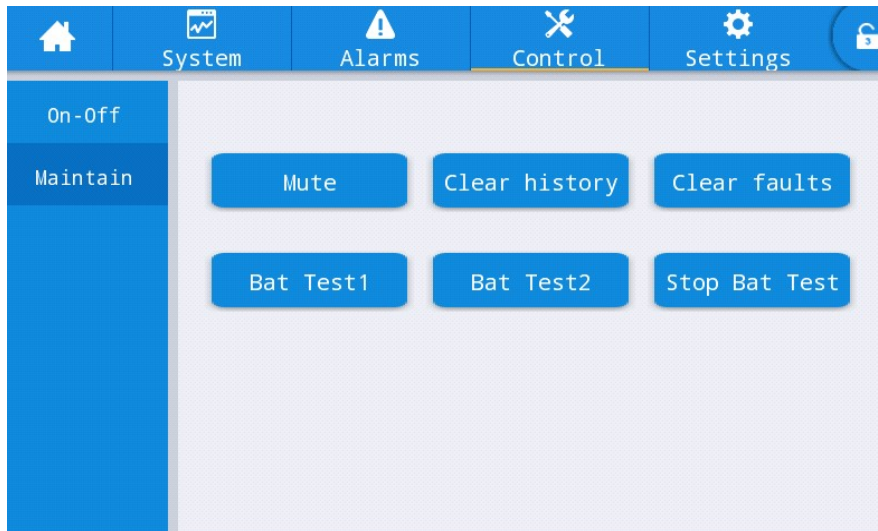 System
Alarms
Control
Settings
3
On-Off
Maintain
Mute
Clear history
Clear faults
Bat Test1
Bat Test2
Stop Bat Test